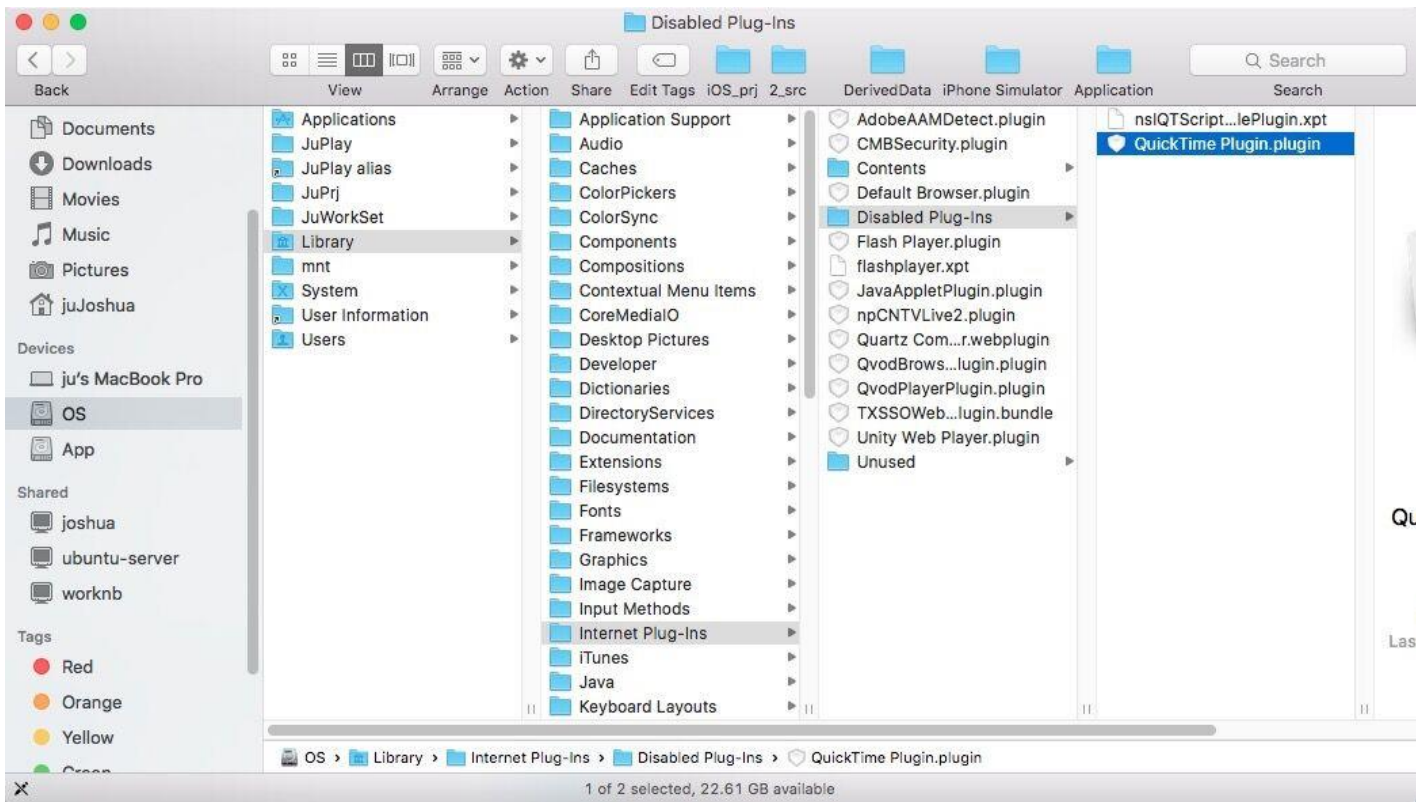 Disabled Plug-Ins
Back
View
Arrange
Action
Share
Edit Tags
iOS_prj
2_src
DerivedData
iPhone Simulator
Application
Search
Search
Documents
Downloads
Movies
Music
Pictures
juJoshua
Devices
ju's MacBook Pro
OS
App
Shared
joshua
ubuntu-server
worknb
Tags
Red
Orange
Yellow
Green
Applications
JuPlay
JuPlay alias
JuPrj
JuWorkSet
Library
mnt
System
User Information
Users
Application Support
Audio
Caches
ColorPickers
ColorSync
Components
Compositions
Contextual Menu Items
CoreMediaIO
Desktop Pictures
Developer
Dictionaries
DirectoryServices
Documentation
Extensions
Filesystems
Fonts
Frameworks
Graphics
Image Capture
Input Methods
Internet Plug-Ins
iTunes
Java
Keyboard Layouts
AdobeAAMDetect.plugin
CMBSecurity.plugin
Contents
Default Browser.plugin
Disabled Plug-Ins
Flash Player.plugin
flashplayer.xpt
JavaAppletPlugin.plugin
npCNTVLive2.plugin
Quartz Com...r.webplugin
QvodBrows...lugin.plugin
QvodPlayerPlugin.plugin
TXSSOWeb...lugin.bundle
Unity Web Player.plugin
Unused
nsIQTScript...lePlugin.xpt
QuickTime Plugin.plugin
Qu
Las
OS › Library › Internet Plug-Ins › Disabled Plug-Ins › QuickTime Plugin.plugin
1 of 2 selected, 22.61 GB available